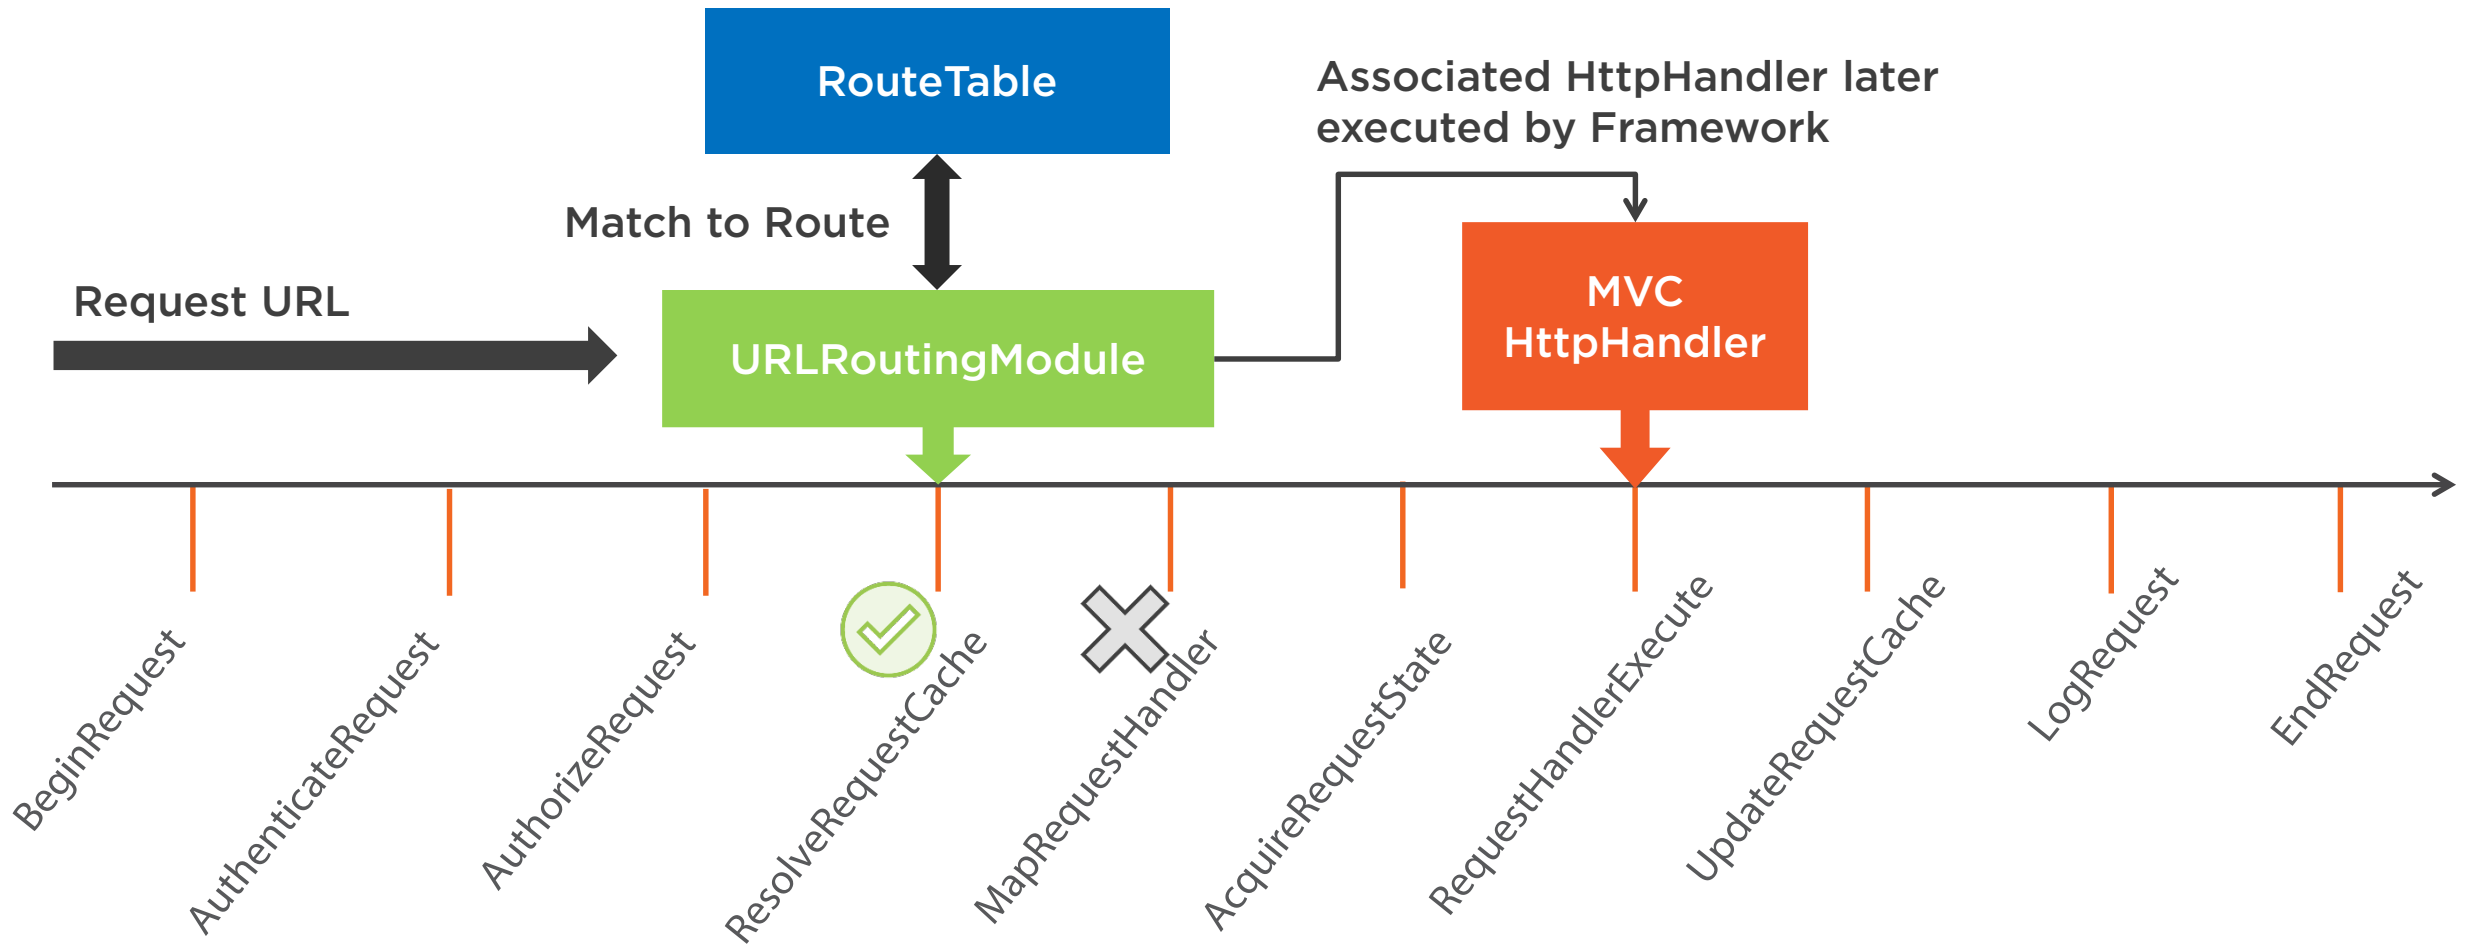 RouteTable
Associated HttpHandler later
executed by Framework
Match to Route
Request URL
URLRoutingModule
MVC
HttpHandler
BeginRequest
AuthenticateRequest
AuthorizeRequest
ResolveRequestCache
MapRequestHandler
AcquireRequestState
RequestHandlerExecute
UpdateRequestCache
LogRequest
EndRequest